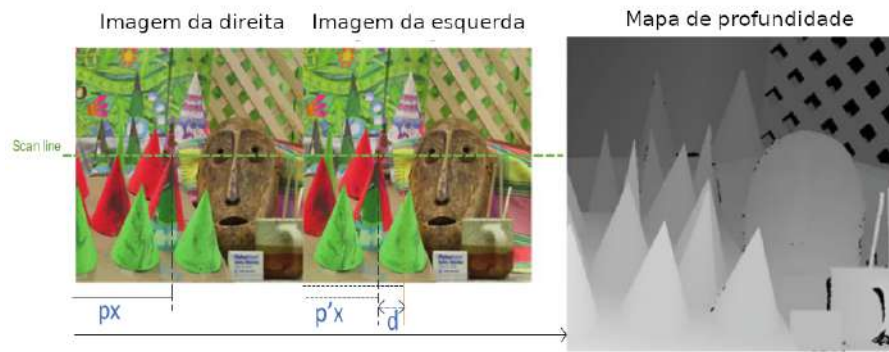 Imagem da direita
Imagem da esquerda
Mapa de profundidade
Scan line
px
p'x
d